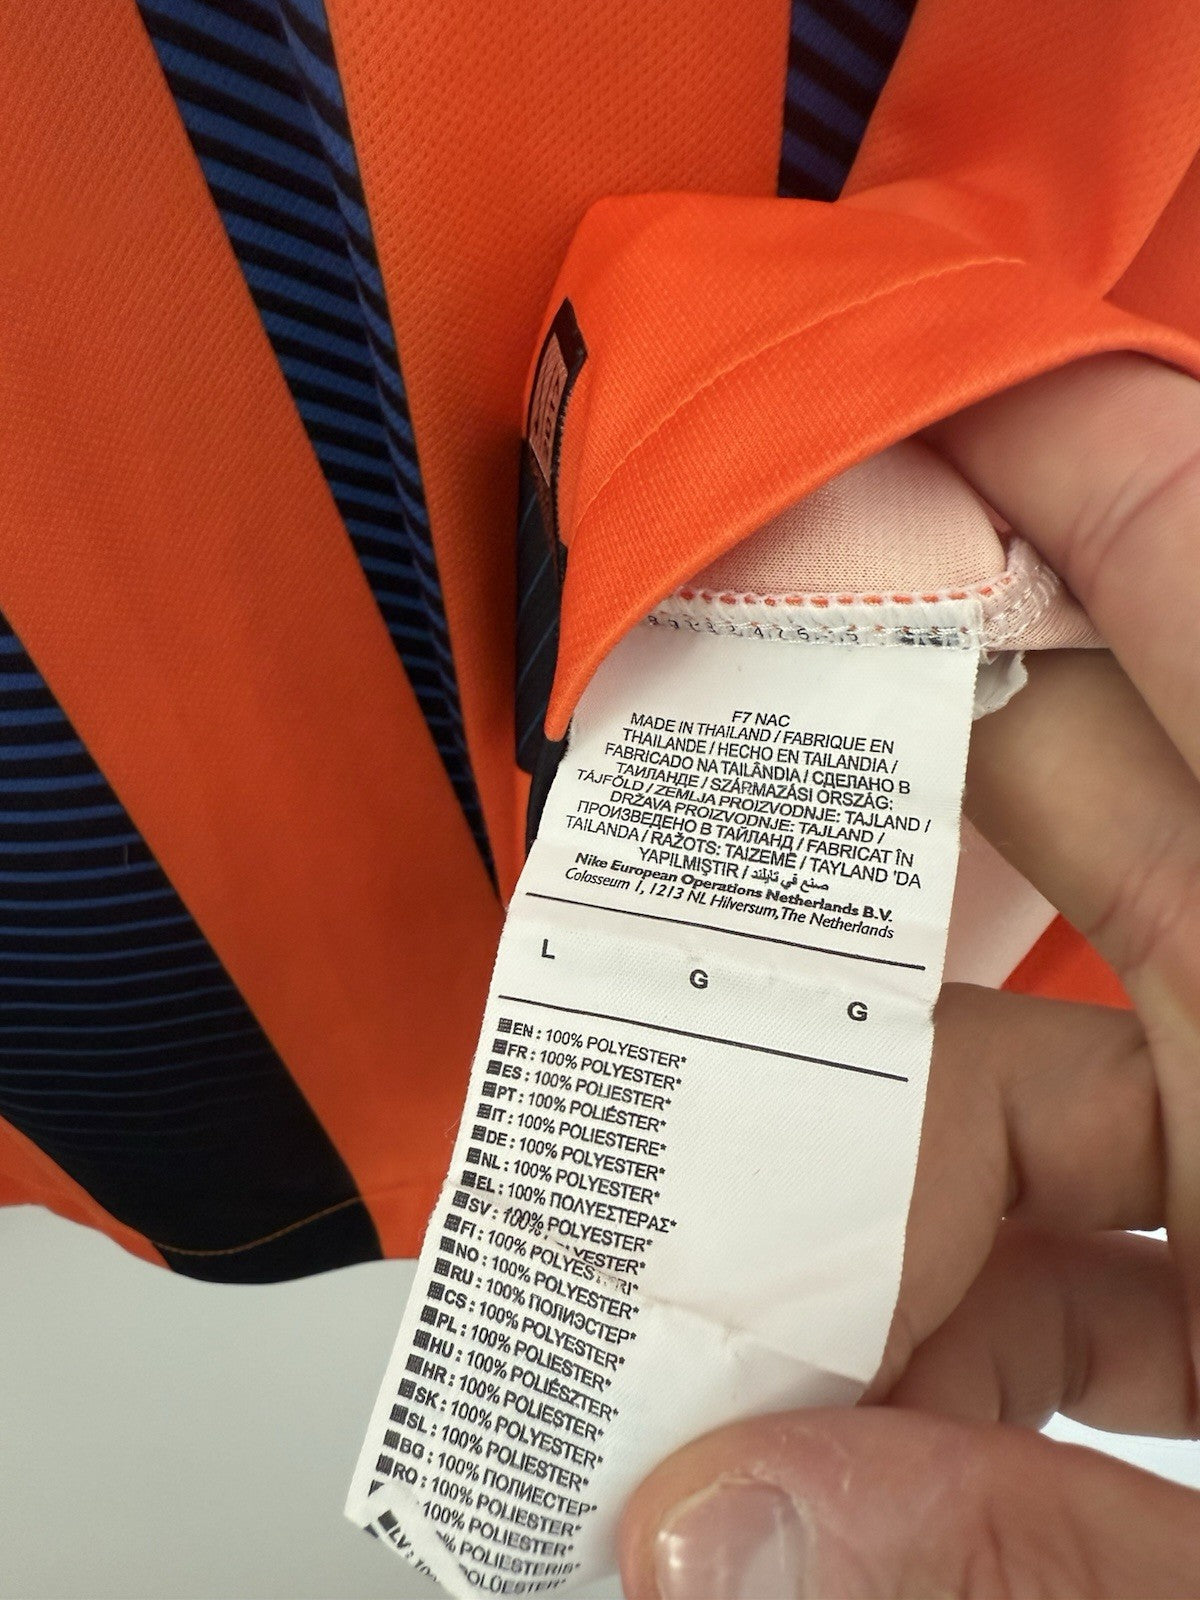 F7 NAC
MADE IN THAILAND / FABRIQUE EN
THAILANDE / HECHO EN TAILANDIA /
FABRICADO NA TAILÂNDIA / СДЕЛАНО В
ТАИЛАНДЕ / SZÁRMAZÁSI ORSZÁG:
TÁJFÖLD / ZEMLJA PROIZVODNJE: TAJLAND /
DRŽAVA PROIZVODNJE: TAJLAND /
ПРОИЗВЕДЕНО В ТАЙЛАНД / FABRICAT ÎN
TAILANDA / RAŽOTS: TAIZEMĒ / TAYLAND 'DA
YAPILMIŞTIR / صنع في تايلند
Nike European Operations Netherlands B.V.
Colosseum 1, 1213 NL Hilversum, The Netherlands
L G G
EN : 100% POLYESTER*
FR : 100% POLYESTER*
ES : 100% POLIESTER*
PT : 100% POLIÉSTER*
IT : 100% POLIESTERE*
DE : 100% POLYESTER*
NL : 100% POLYESTER*
EL : 100% ΠΟΛΥΕΣΤΕΡΑΣ*
SV : 100% POLYESTER*
FI : 100% POLYESTERI*
NO : 100% POLYESTER*
RU : 100% ПОЛИЭСТЕР*
CS : 100% POLYESTER*
PL : 100% POLIESTER*
HU : 100% POLIÉSZTER*
HR : 100% POLIESTER*
SK : 100% POLYESTER*
SL : 100% POLIESTER*
BG : 100% ПОЛИЕСТЕР*
RO : 100% POLIESTER*
100% POLIESTER*
% POLIESTERIS*
LV : POLÜESTER*